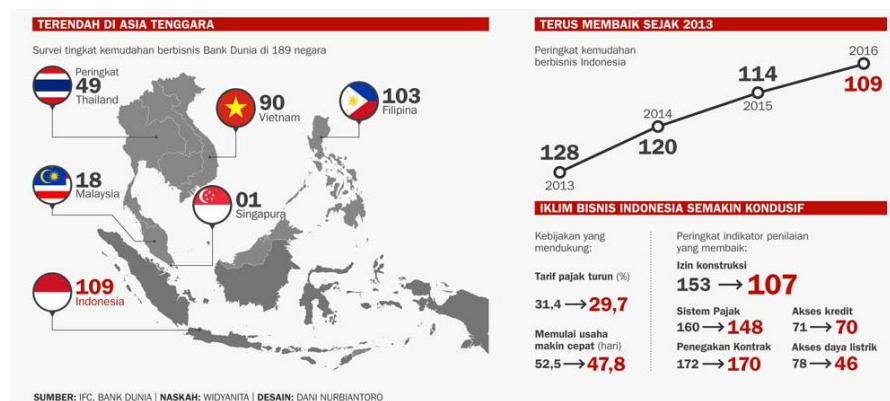 TERENDAH DI ASIA TENGGARA
Survei tingkat kemudahan berbisnis Bank Dunia di 189 negara
Peringkat
49
Thailand
90
Vietnam
103
Filipina
18
Malaysia
01
Singapura
109
Indonesia
TERUS MEMBAIK SEJAK 2013
Peringkat kemudahan
berbisnis Indonesia
128
2013
2014
120
114
2015
2016
109
IKLIM BISNIS INDONESIA SEMAKIN KONDUSIF
Kebijakan yang
mendukung:
Tarif pajak turun (%)
31,4 → 29,7
Memulai usaha
makin cepat (hari)
52,5 → 47,8
Peringkat indikator penilaian
yang membaik:
Izin konstruksi
153 → 107
Sistem Pajak
160 → 148
Akses kredit
71 → 70
Penegakan Kontrak
172 → 170
Akses daya listrik
78 → 46
SUMBER: IFC, BANK DUNIA | NASKAH: WIDYANITA | DESAIN: DANI NURBIANTORO